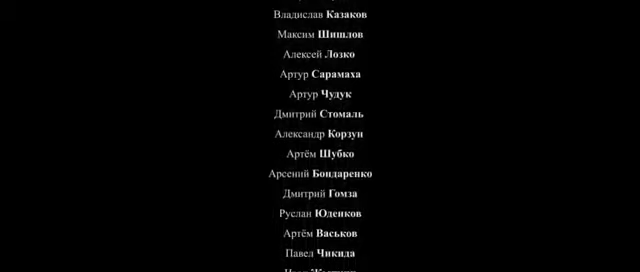 Владислав Казаков
Максим Шишлов
Алексей Лозко
Артур Сарамаха
Артур Чудук
Дмитрий Стомаль
Александр Корзун
Артём Шубко
Арсений Бондаренко
Дмитрий Гомза
Руслан Юденков
Артём Васьков
Павел Чикида